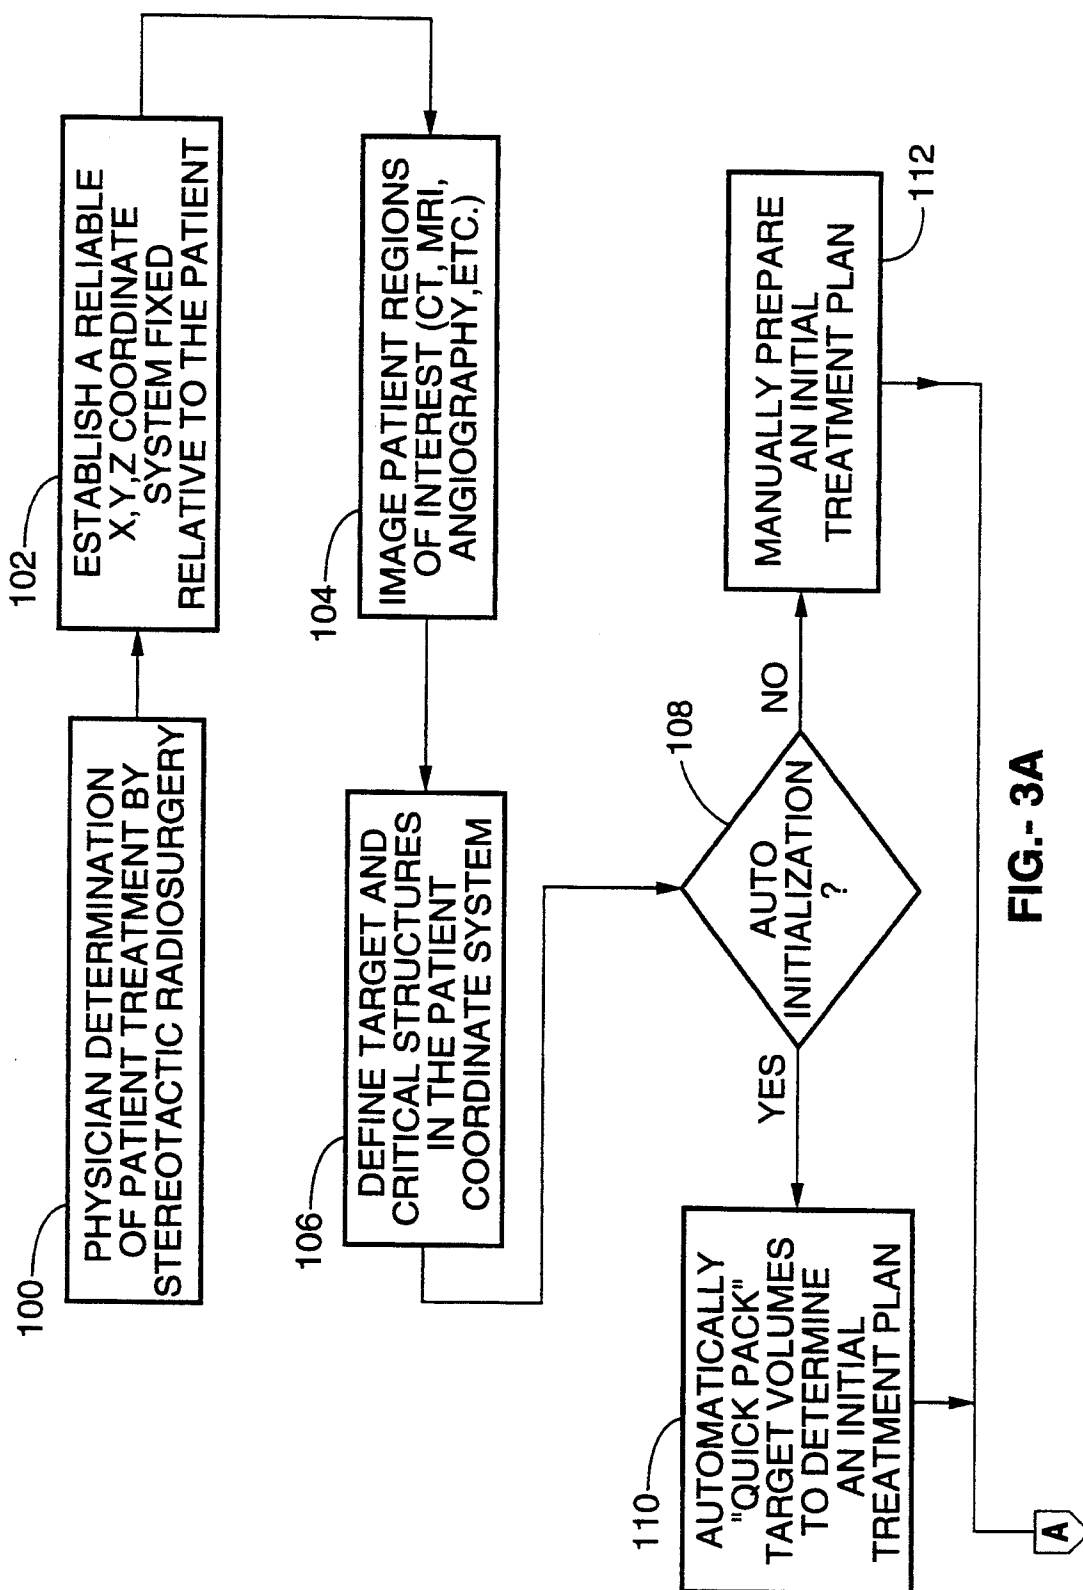 100
PHYSICIAN DETERMINATION
OF PATIENT TREATMENT BY
STEREOTACTIC RADIOSURGERY
102
ESTABLISH A RELIABLE
X,Y,Z COORDINATE
SYSTEM FIXED
RELATIVE TO THE PATIENT
104
IMAGE PATIENT REGIONS
OF INTEREST (CT, MRI,
ANGIOGRAPHY,ETC.)
106
DEFINE TARGET AND
CRITICAL STRUCTURES
IN THE PATIENT
COORDINATE SYSTEM
108
AUTO
INITIALIZATION
?
YES
NO
110
AUTOMATICALLY
"QUICK PACK"
TARGET VOLUMES
TO DETERMINE
AN INITIAL
TREATMENT PLAN
112
MANUALLY PREPARE
AN INITIAL
TREATMENT PLAN
A
FIG.- 3A